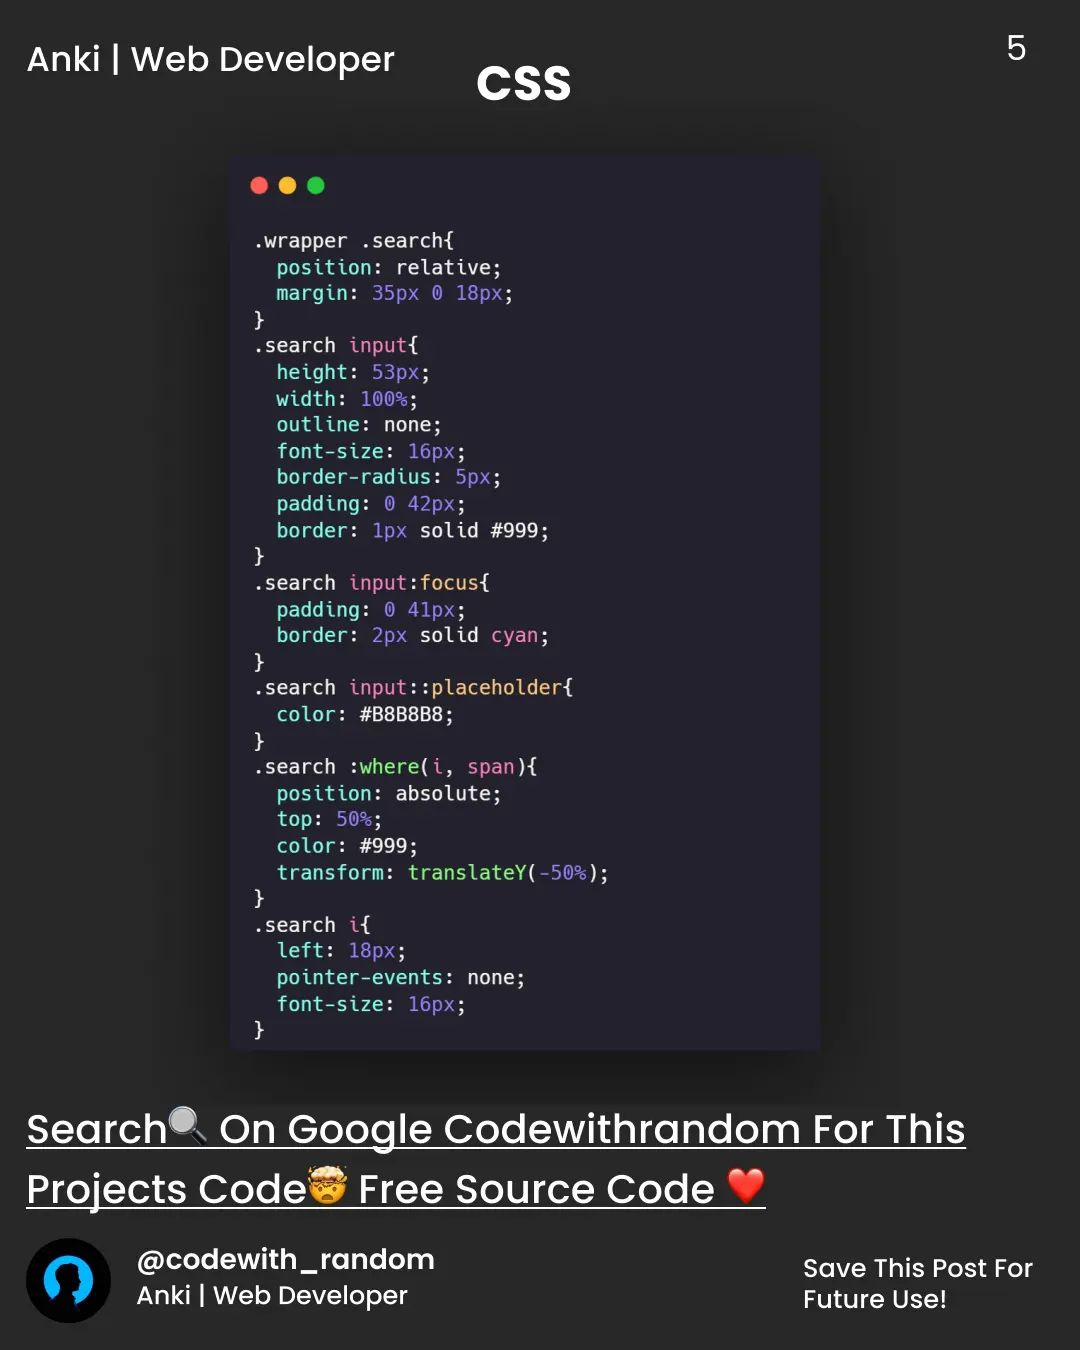 Anki | Web Developer
5
CSS
.wrapper .search{
  position: relative;
  margin: 35px 0 18px;
}
.search input{
  height: 53px;
  width: 100%;
  outline: none;
  font-size: 16px;
  border-radius: 5px;
  padding: 0 42px;
  border: 1px solid #999;
}
.search input:focus{
  padding: 0 41px;
  border: 2px solid cyan;
}
.search input::placeholder{
  color: #B8B8B8;
}
.search :where(i, span){
  position: absolute;
  top: 50%;
  color: #999;
  transform: translateY(-50%);
}
.search i{
  left: 18px;
  pointer-events: none;
  font-size: 16px;
}
Search🔍 On Google Codewithrandom For This
Projects Code🤯 Free Source Code ❤️
@codewith_random
Anki | Web Developer
Save This Post For
Future Use!